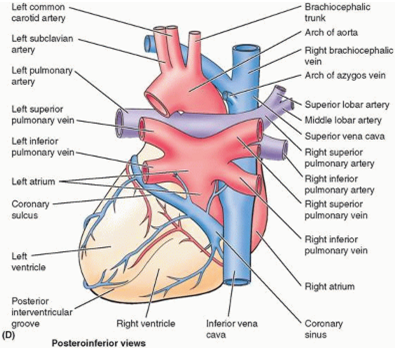 Left common
carotid artery
Left subclavian
artery
Left pulmonary
artery
Left superior
pulmonary vein
Left inferior
pulmonary vein
Left atrium
Coronary
sulcus
Left
ventricle
Posterior
interventricular
groove
(D)
Right ventricle
Inferior vena
cava
Brachiocephalic
trunk
Arch of aorta
Right brachiocephalic
vein
Arch of azygos vein
Superior lobar artery
Middle lobar artery
Superior vena cava
Right superior
pulmonary artery
Right inferior
pulmonary artery
Right superior
pulmonary vein
Right inferior
pulmonary vein
Right atrium
Coronary
sinus
Posteroinferior views